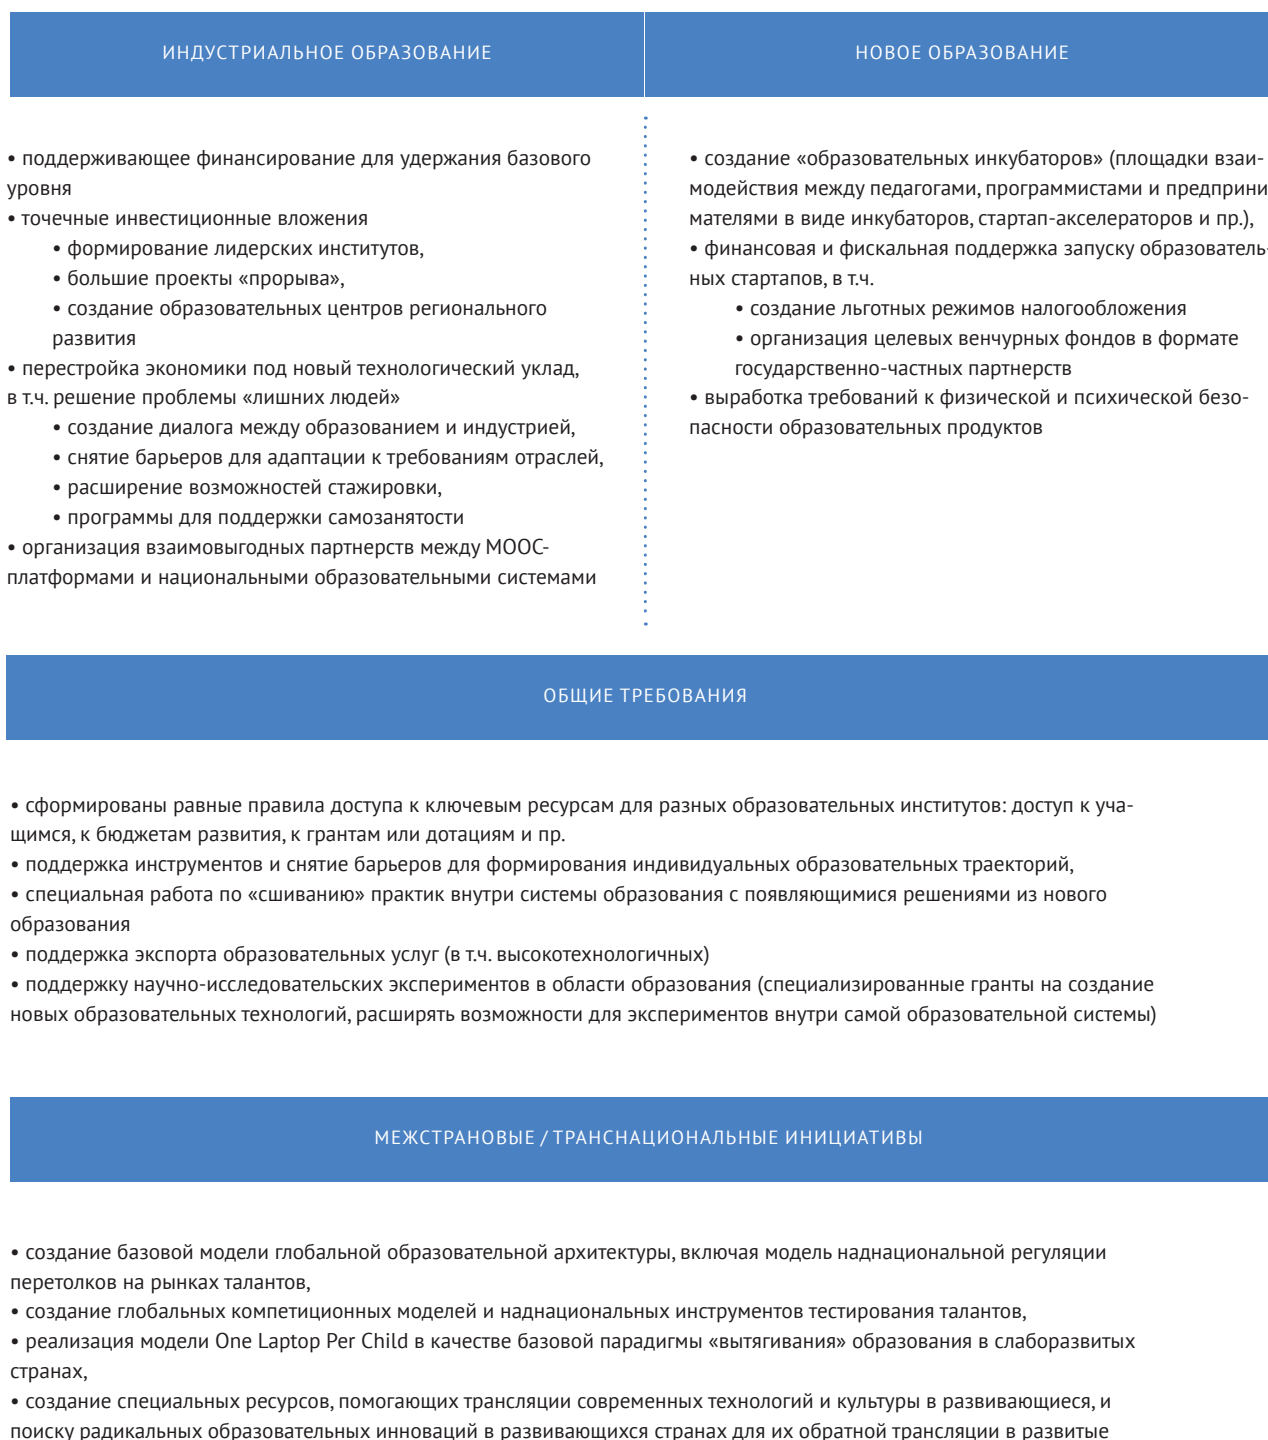 ИНДУСТРИАЛЬНОЕ ОБРАЗОВАНИЕ
• поддерживающее финансирование для удержания базового
уровня
• точечные инвестиционные вложения
• формирование лидерских институтов,
• большие проекты «прорыва»,
• создание образовательных центров регионального
развития
• перестройка экономики под новый технологический уклад,
в т.ч. решение проблемы «лишних людей»
• создание диалога между образованием и индустрией,
• снятие барьеров для адаптации к требованиям отраслей,
• расширение возможностей стажировки,
• программы для поддержки самозанятости
• организация взаимовыгодных партнерств между МООС-
платформами и национальными образовательными системами
НОВОЕ ОБРАЗОВАНИЕ
• создание «образовательных инкубаторов» (площадки взаи-
модействия между педагогами, программистами и предприни
мателями в виде инкубаторов, стартап-акселераторов и пр.),
• финансовая и фискальная поддержка запуску образователь-
ных стартапов, в т.ч.
• создание льготных режимов налогообложения
• организация целевых венчурных фондов в формате
государственно-частных партнерств
• выработка требований к физической и психической безо-
пасности образовательных продуктов
ОБЩИЕ ТРЕБОВАНИЯ
• сформированы равные правила доступа к ключевым ресурсам для разных образовательных институтов: доступ к уча-
щимся, к бюджетам развития, к грантам или дотациям и пр.
• поддержка инструментов и снятие барьеров для формирования индивидуальных образовательных траекторий,
• специальная работа по «сшиванию» практик внутри системы образования с появляющимися решениями из нового
образования
• поддержка экспорта образовательных услуг (в т.ч. высокотехнологичных)
• поддержку научно-исследовательских экспериментов в области образования (специализированные гранты на создание
новых образовательных технологий, расширять возможности для экспериментов внутри самой образовательной системы)
МЕЖСТРАНОВЫЕ / ТРАНСНАЦИОНАЛЬНЫЕ ИНИЦИАТИВЫ
• создание базовой модели глобальной образовательной архитектуры, включая модель наднациональной регуляции
перетолков на рынках талантов,
• создание глобальных компетиционных моделей и наднациональных инструментов тестирования талантов,
• реализация модели One Laptop Per Child в качестве базовой парадигмы «вытягивания» образования в слаборазвитых
странах,
• создание специальных ресурсов, помогающих трансляции современных технологий и культуры в развивающиеся, и
поиску радикальных образовательных инноваций в развивающихся странах для их обратной трансляции в развитые